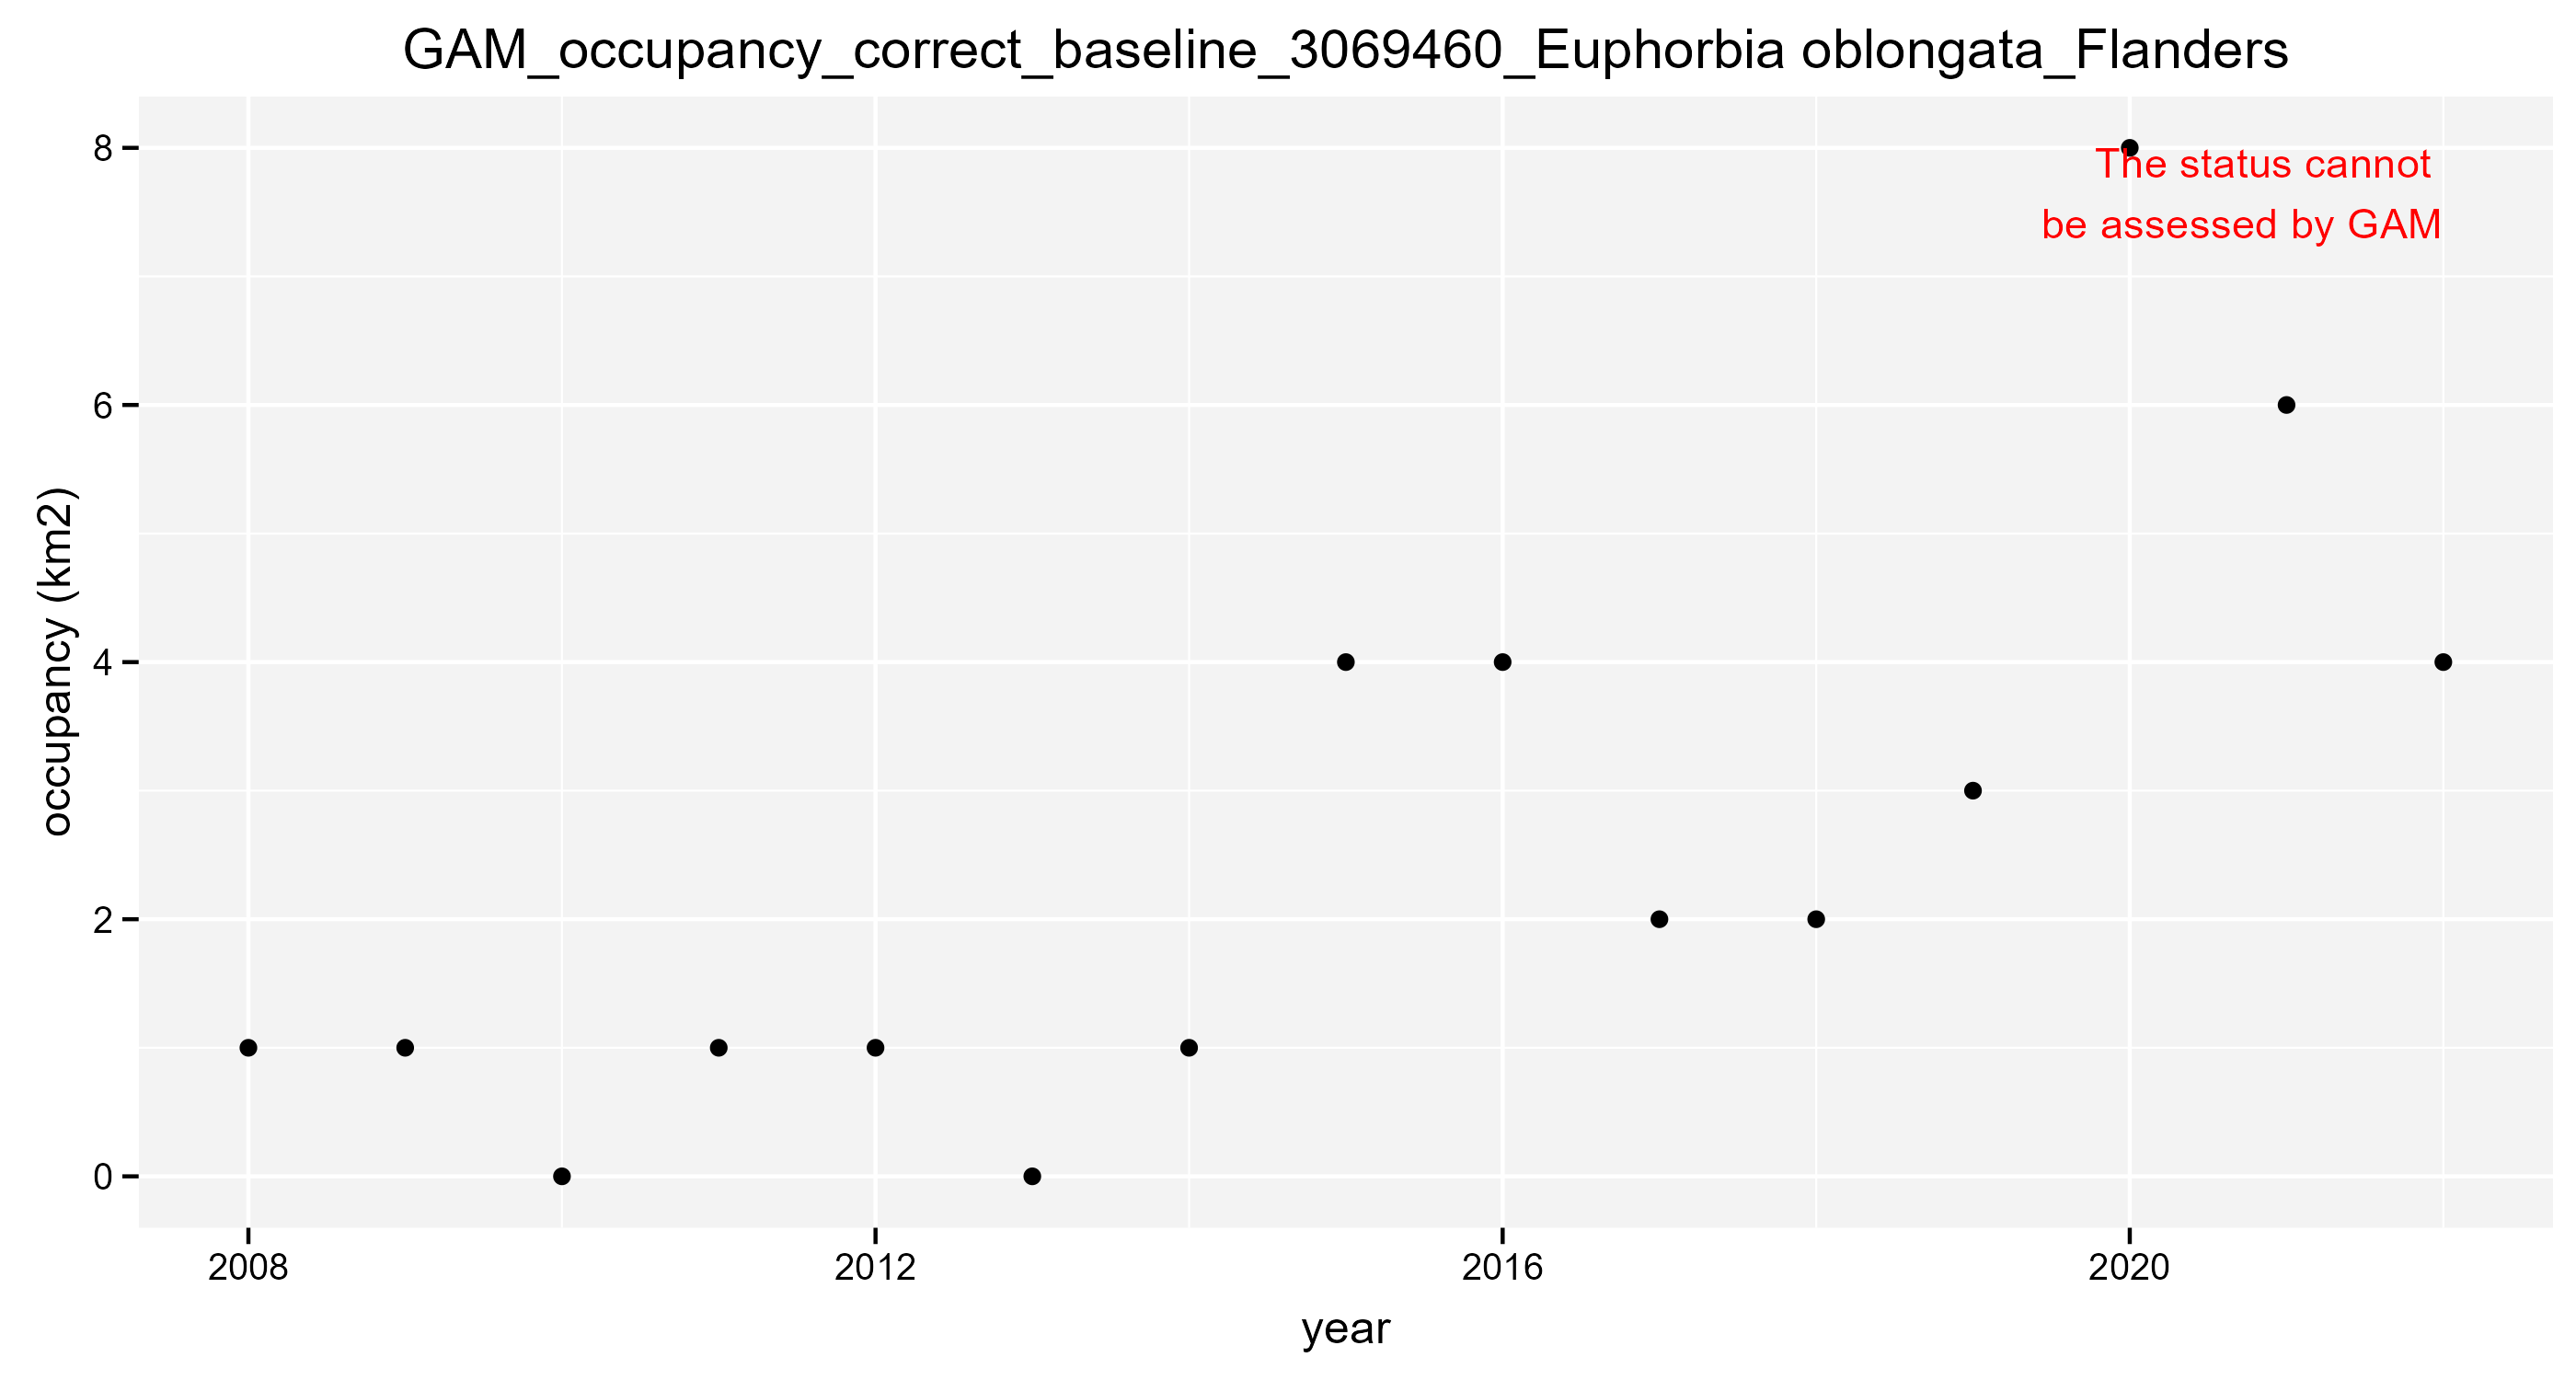 GAM_occupancy_correct_baseline_3069460_Euphorbia oblongata_Flanders
8
The status cannot
be assessed by GAM
6
occupancy (km2)
4
2
0
2008 2012 2016 2020
year